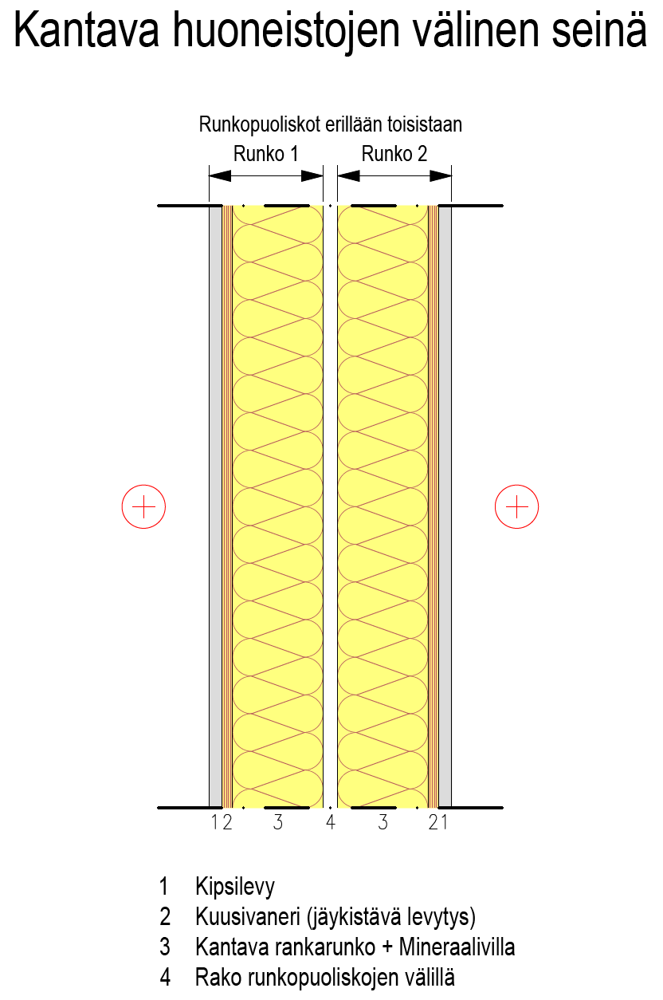 Kantava huoneistojen välinen seinä
Runkopuoliskot erillään toisistaan
Runko 1 Runko 2
1 2 3 4 3 2 1
1 Kipsilevy
2 Kuusivaneri (jäykistävä levytys)
3 Kantava rankarunko + Mineraalivilla
4 Rako runkopuoliskojen välillä